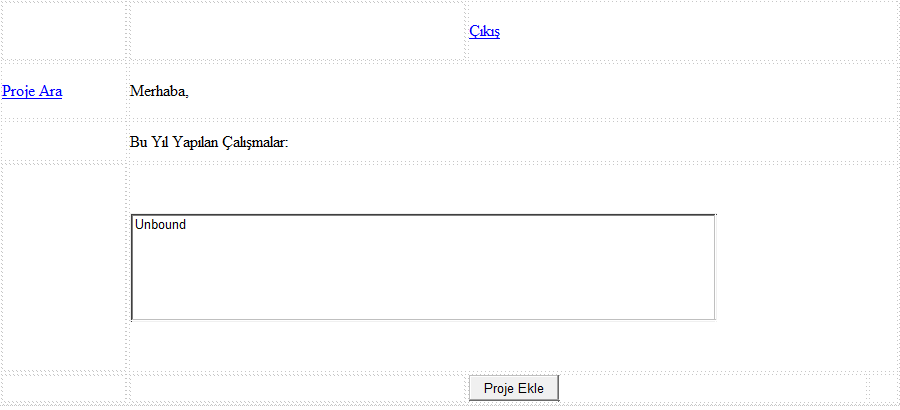 Çıkış
Proje Ara
Merhaba,
Bu Yıl Yapılan Çalışmalar:
Unbound
Proje Ekle